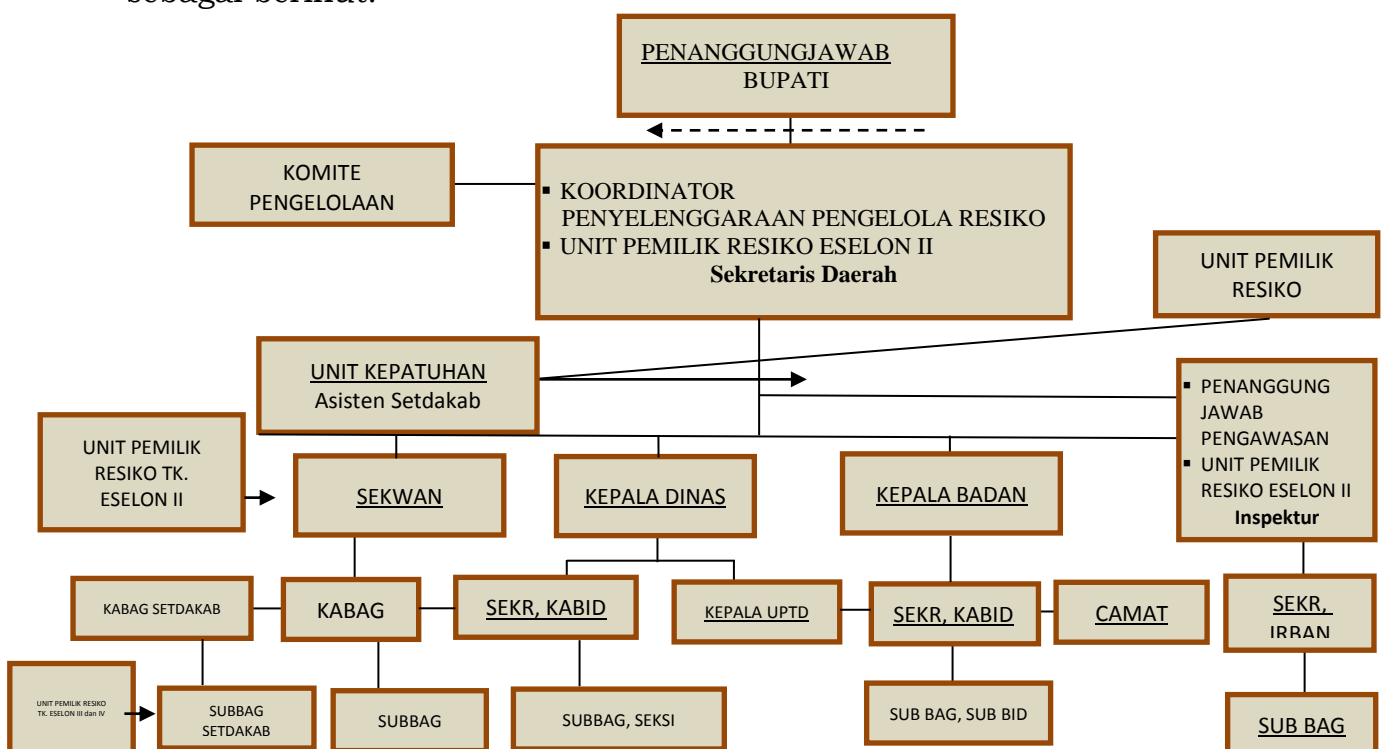 sebagai berikut:
PENANGGUNGJAWAB
BUPATI
KOMITE
PENGELOLAAN
▪ KOORDINATOR
PENYELENGGARAAN PENGELOLA RESIKO
▪ UNIT PEMILIK RESIKO ESELON II
Sekretaris Daerah
UNIT PEMILIK
RESIKO
UNIT KEPATUHAN
Asisten Setdakab
▪ PENANGGUNG
JAWAB
PENGAWASAN
▪ UNIT PEMILIK
RESIKO ESELON II
Inspektur
UNIT PEMILIK
RESIKO TK.
ESELON II
SEKWAN
KEPALA DINAS
KEPALA BADAN
KABAG SETDAKAB
KABAG
SEKR, KABID
KEPALA UPTD
SEKR, KABID
CAMAT
SEKR,
IRBAN
UNIT PEMILIK RESIKO
TK. ESELON III dan IV
SUBBAG
SETDAKAB
SUBBAG
SUBBAG, SEKSI
SUB BAG, SUB BID
SUB BAG